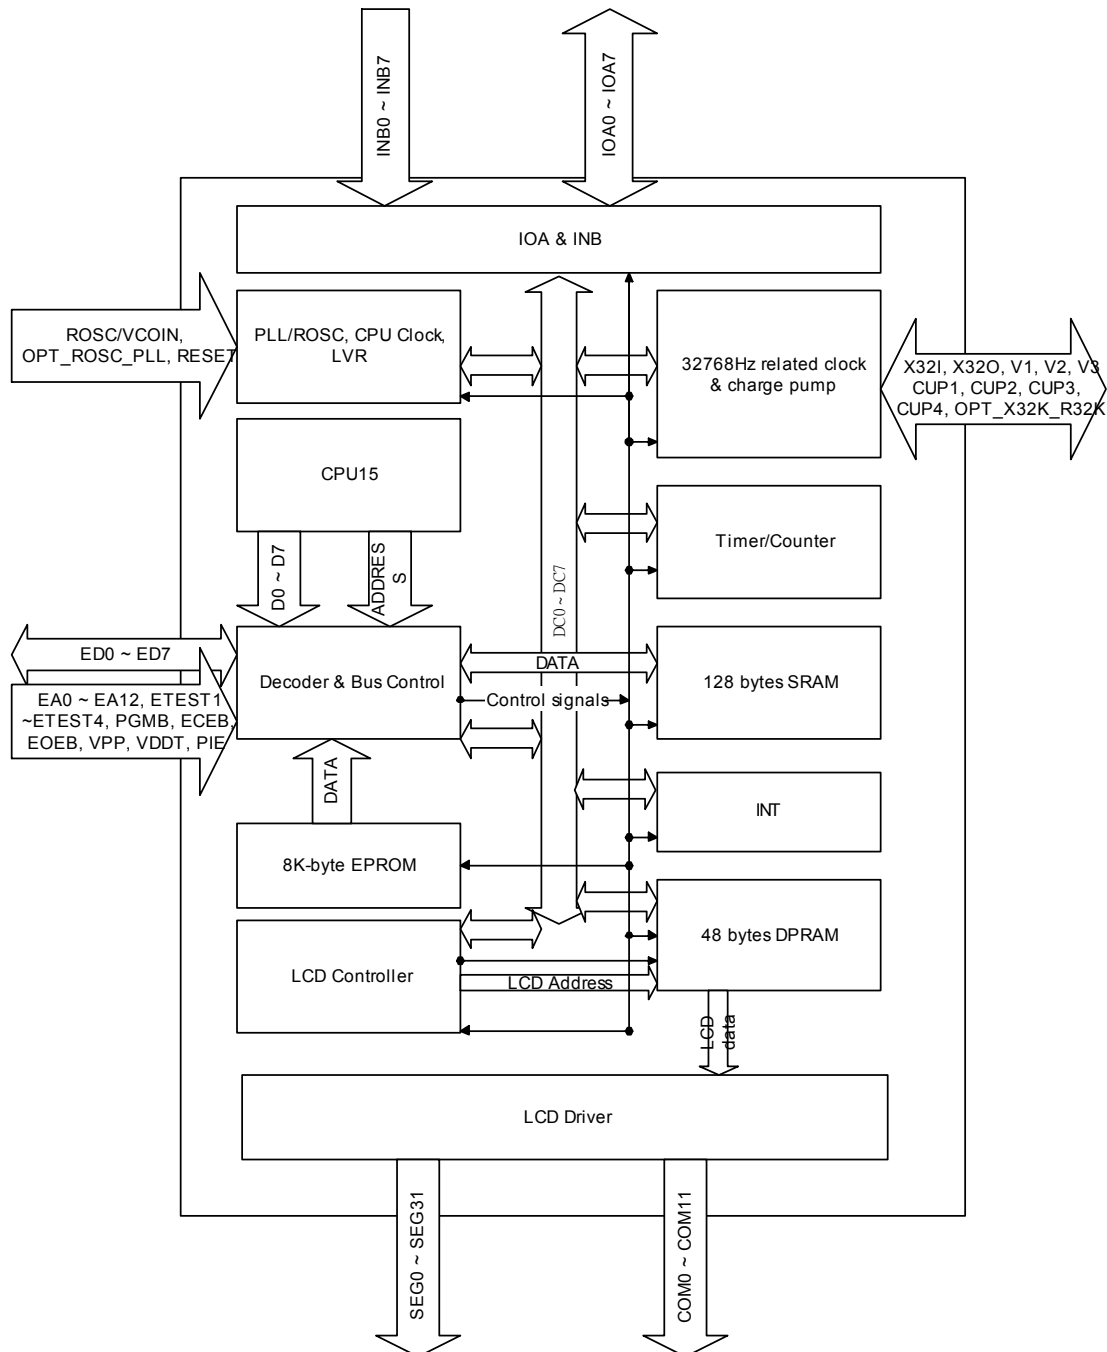 INB0 ~ INB7
IOA0 ~ IOA7
IOA & INB
ROSC/VCOIN,
OPT_ROSC_PLL, RESET
PLL/ROSC, CPU Clock,
LVR
32768Hz related clock
& charge pump
X32I, X32O, V1, V2, V3
CUP1, CUP2, CUP3,
CUP4, OPT_X32K_R32K
CPU15
Timer/Counter
D0 ~ D7
ADDRES
S
DC0 ~ DC7
ED0 ~ ED7
EA0 ~ EA12, ETEST1
~ETEST4, PGMB, ECEB,
EOEB, VPP, VDDT, PIE
Decoder & Bus Control
DATA
Control signals
128 bytes SRAM
DATA
INT
8K-byte EPROM
48 bytes DPRAM
LCD Controller
LCD Address
LCD
data
LCD Driver
SEG0 ~ SEG31
COM0 ~ COM11